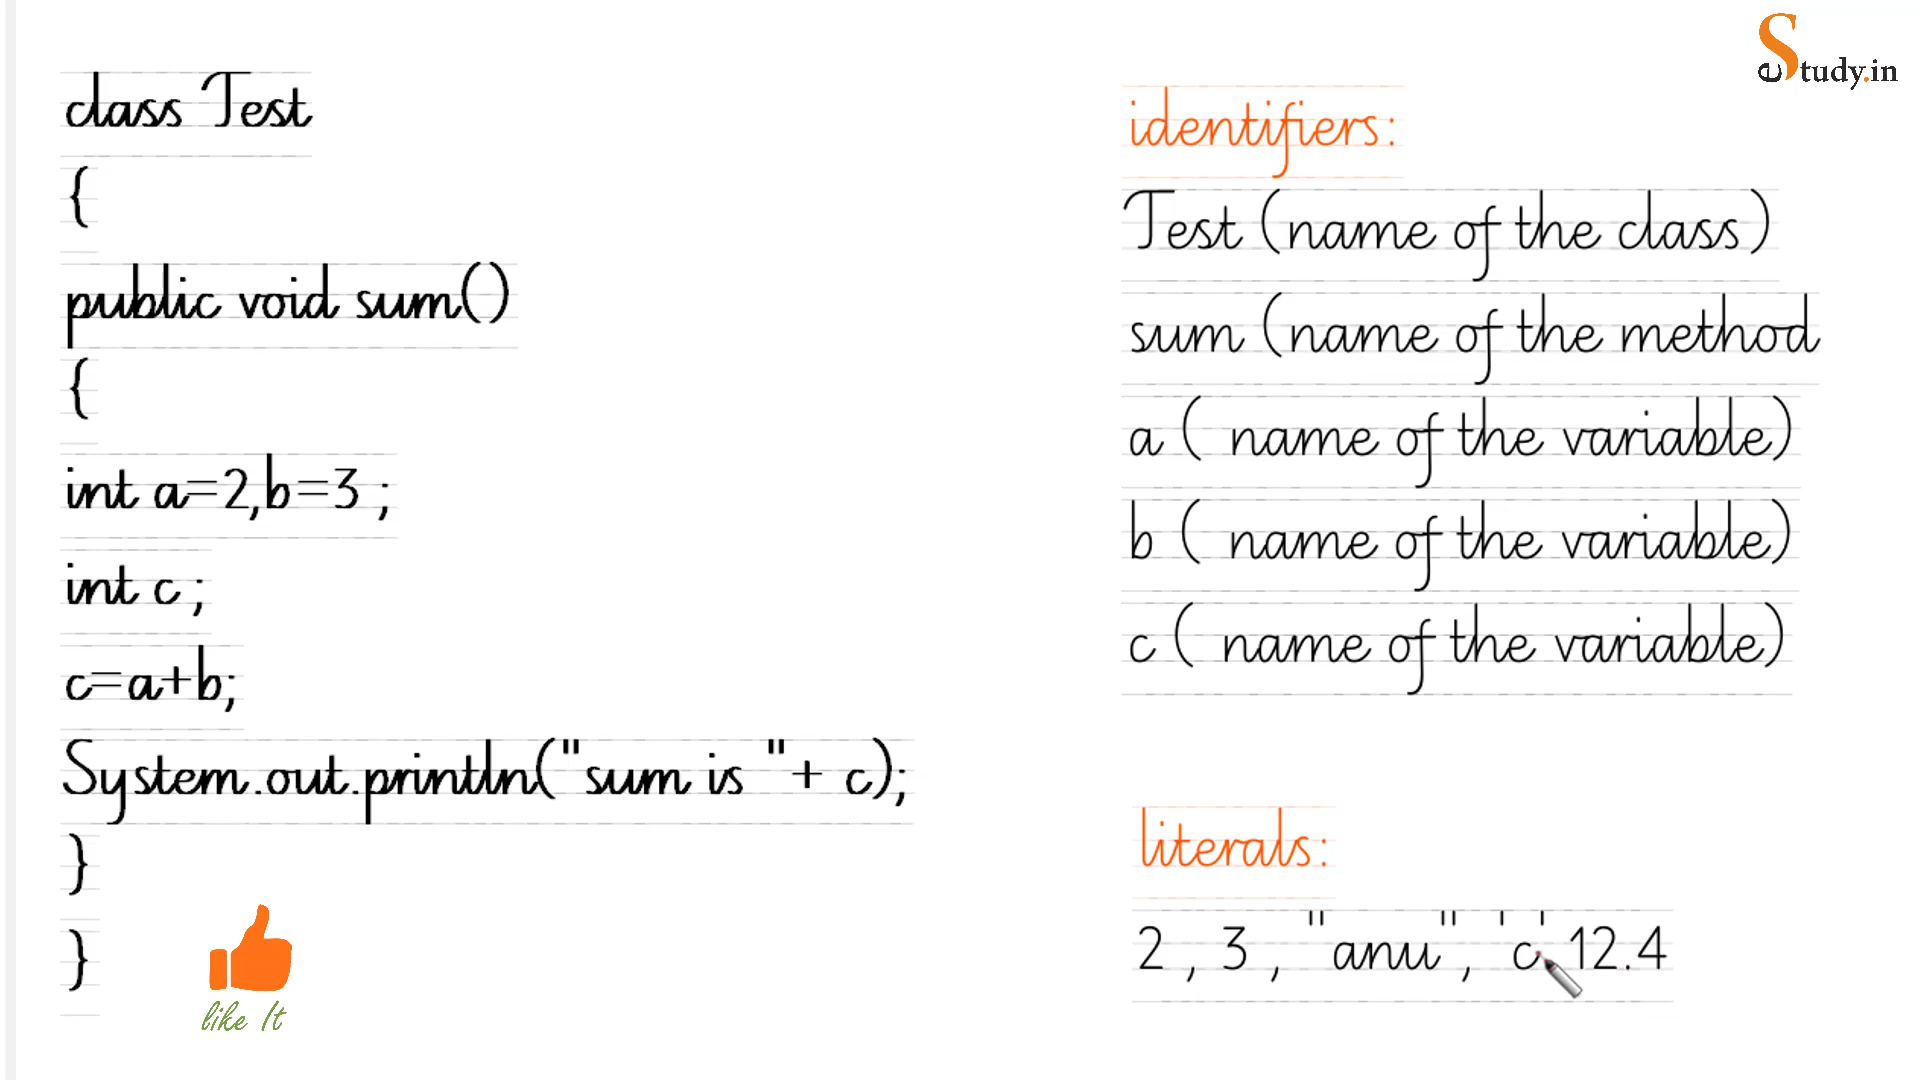 eStudy.in
class Test
{
public void sum()
{
int a=2,b=3 ;
int c ;
c=a+b;
System.out.println("sum is "+ c);
}
}
like It
identifiers:
Test (name of the class)
sum (name of the method
a ( name of the variable)
b ( name of the variable)
c ( name of the variable)
literals:
2 , 3 , "anu", 'c' 12.4